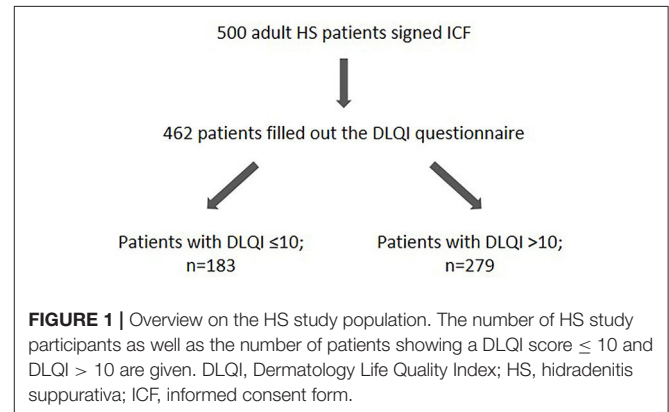 500 adult HS patients signed ICF
462 patients filled out the DLQI questionnaire
Patients with DLQI ≤10;
n=183
Patients with DLQI >10;
n=279
FIGURE 1 | Overview on the HS study population. The number of HS study
participants as well as the number of patients showing a DLQI score ≤ 10 and
DLQI > 10 are given. DLQI, Dermatology Life Quality Index; HS, hidradenitis
suppurativa; ICF, informed consent form.